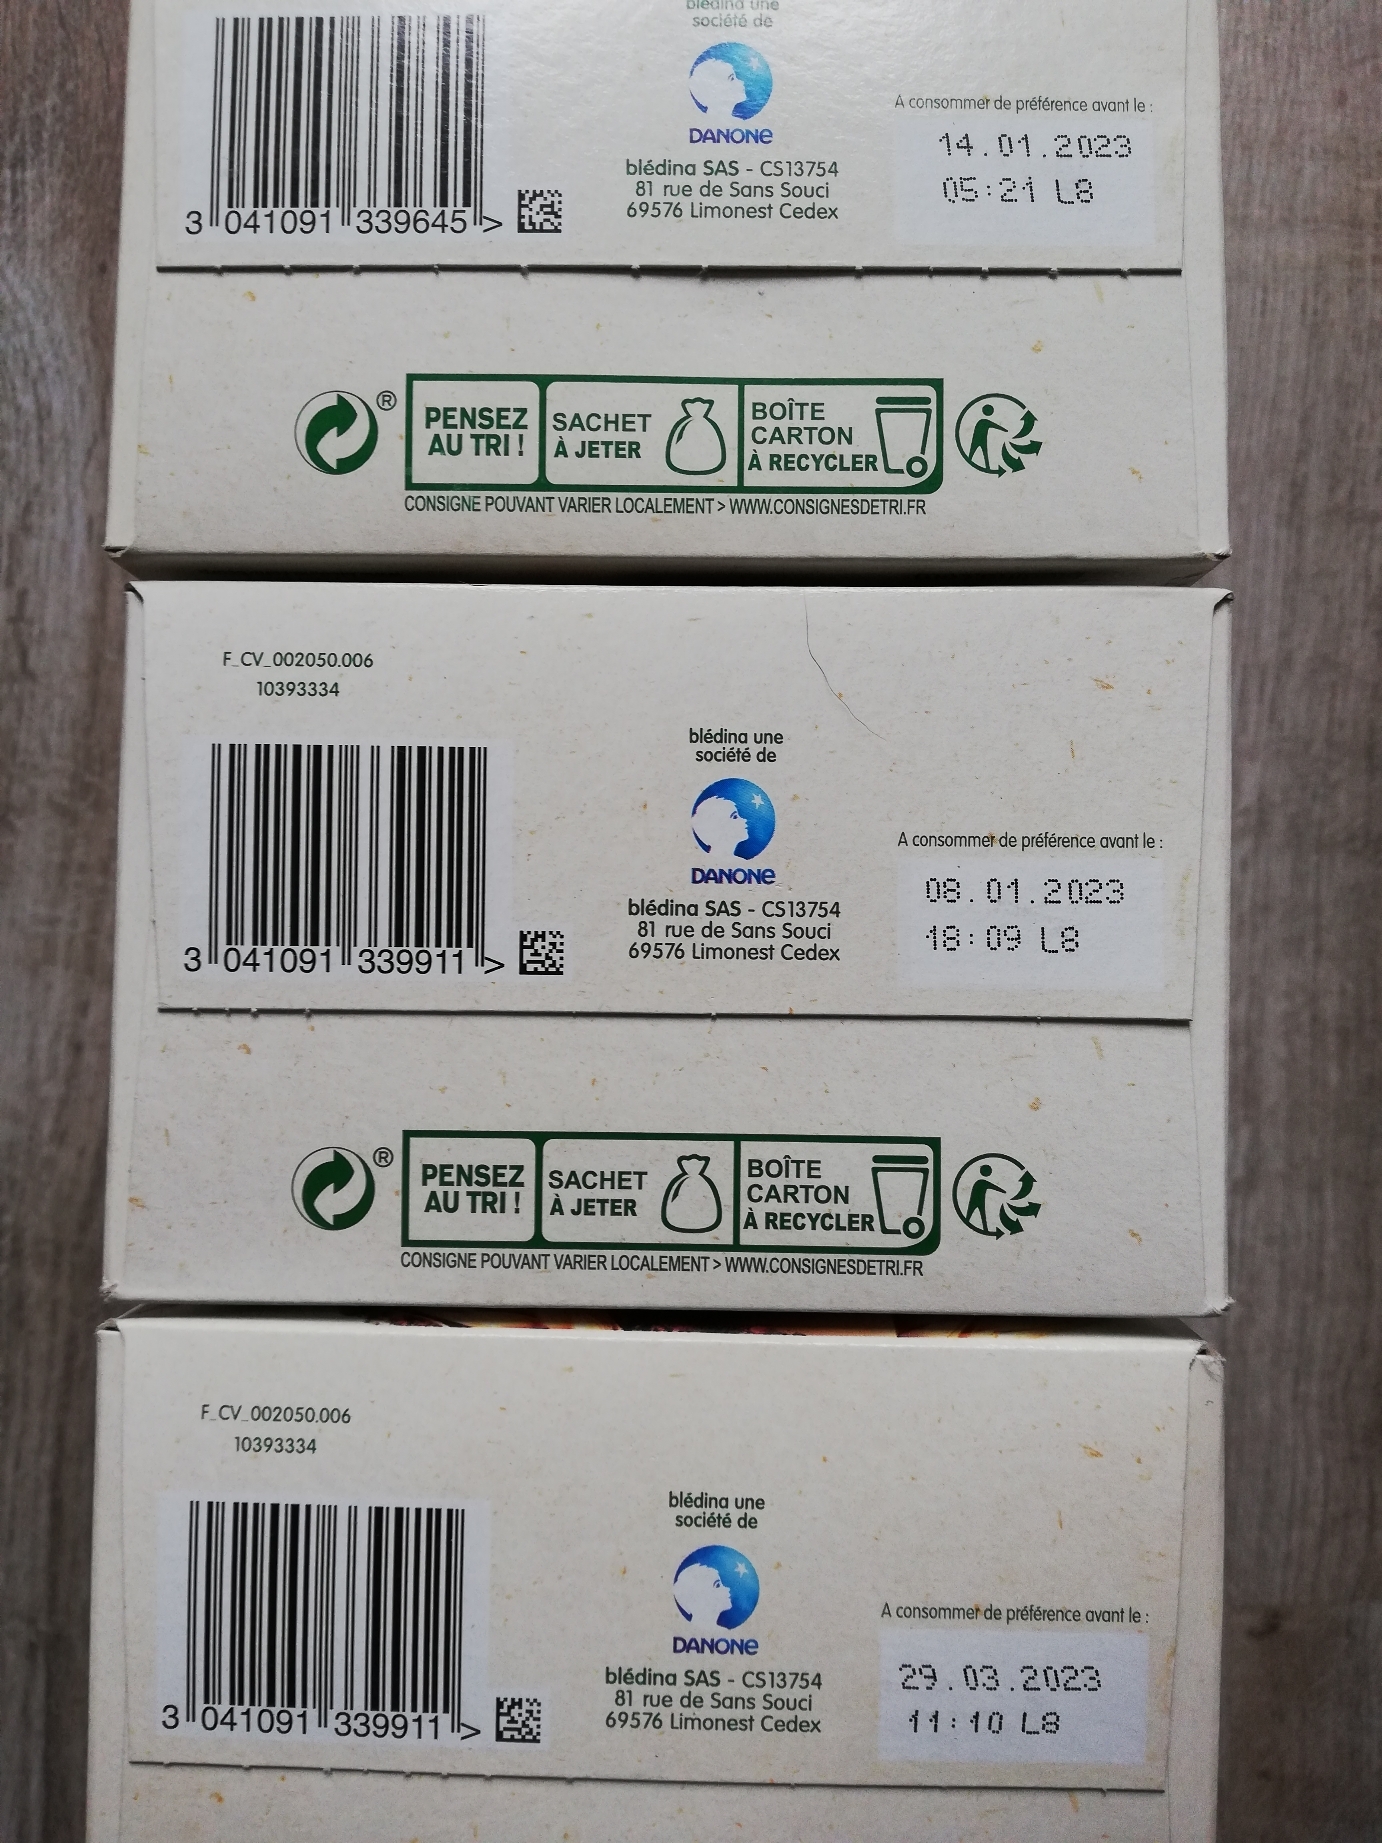 blédina une
société de
DANONE
blédina SAS - CS13754
81 rue de Sans Souci
69576 Limonest Cedex
A consommer de préférence avant le :
14.01.2023
05:21 L8
3 041091 339645 >
®
PENSEZ
AU TRI !
SACHET
À JETER
BOÎTE
CARTON
À RECYCLER
CONSIGNE POUVANT VARIER LOCALEMENT > WWW.CONSIGNESDETRI.FR
F_CV_002050.006
10393334
3 041091 339911 >
blédina une
société de
DANONE
blédina SAS - CS13754
81 rue de Sans Souci
69576 Limonest Cedex
A consommer de préférence avant le :
08.01.2023
18:09 L8
®
PENSEZ
AU TRI !
SACHET
À JETER
BOÎTE
CARTON
À RECYCLER
CONSIGNE POUVANT VARIER LOCALEMENT > WWW.CONSIGNESDETRI.FR
F_CV_002050.006
10393334
3 041091 339911 >
blédina une
société de
DANONE
blédina SAS - CS13754
81 rue de Sans Souci
69576 Limonest Cedex
A consommer de préférence avant le :
29.03.2023
11:10 L8